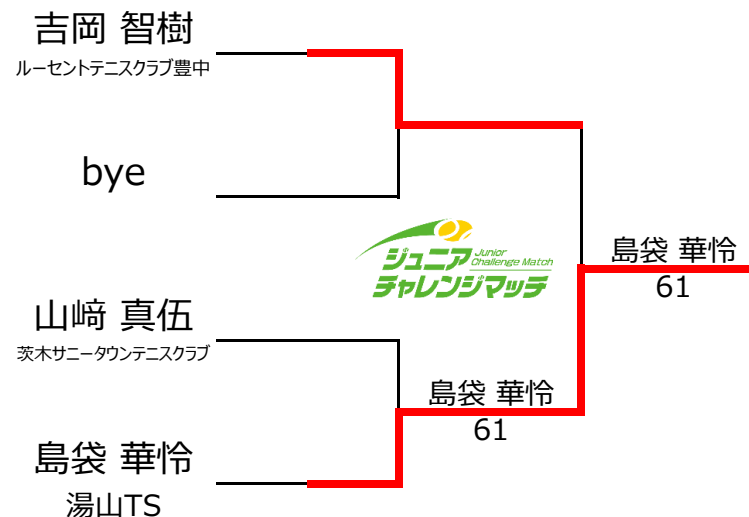 吉岡 智樹
ルーセントテニスクラブ豊中
bye
ジュニア Junior Challenge Match
チャレンジマッチ
島袋 華怜
61
山﨑 真伍
茨木サニータウンテニスクラブ
島袋 華怜
61
島袋 華怜
湯山TS